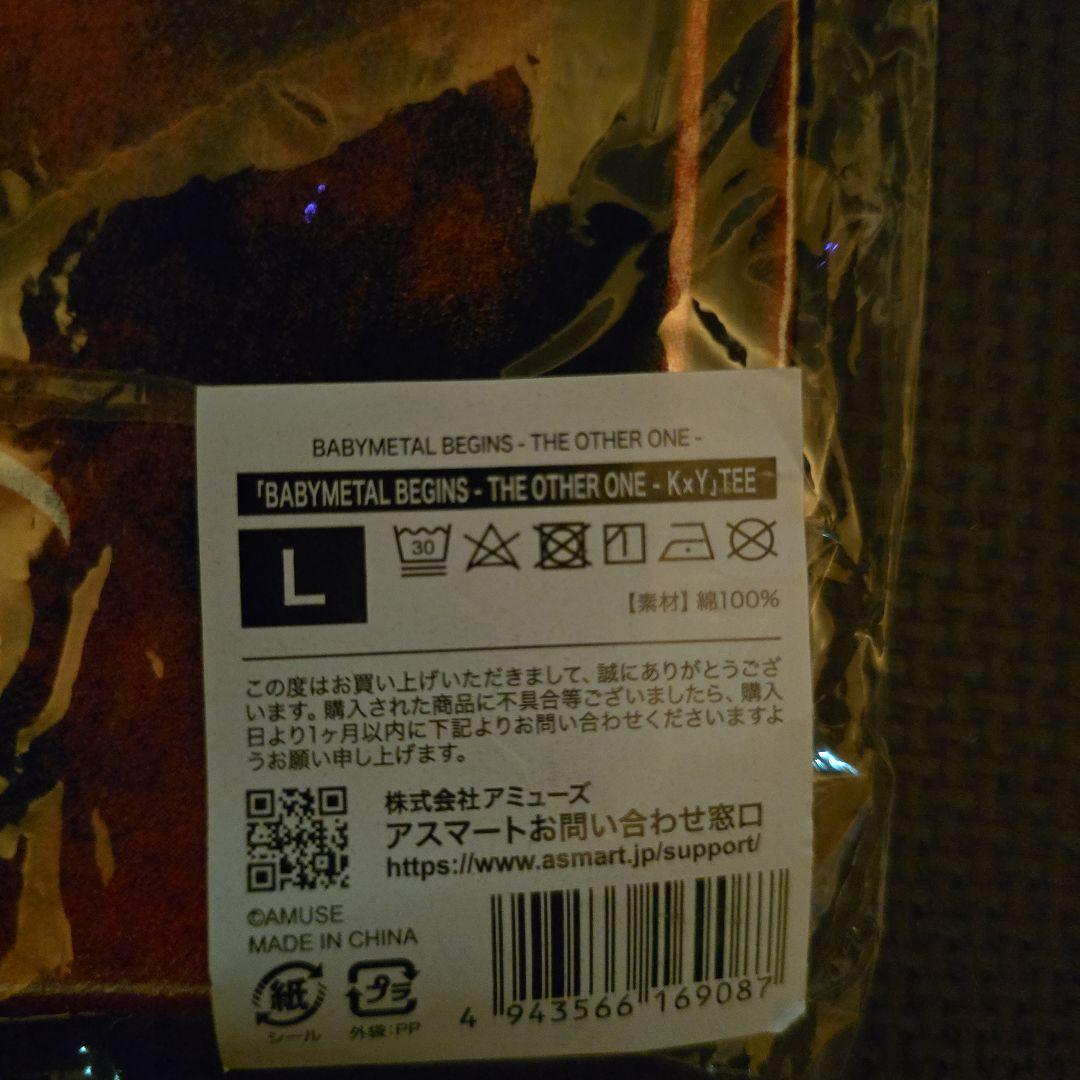 BABYMETAL BEGINS - THE OTHER ONE -
「BABYMETAL BEGINS - THE OTHER ONE - K×Y」TEE
L
30
【素材】綿100%
この度はお買い上げいただきまして、誠にありがとうござ
います。購入された商品に不具合等ございましたら、購入
日より1ヶ月以内に下記よりお問い合わせくださいますよ
うお願い申し上げます。
株式会社アミューズ
アスマートお問い合わせ窓口
https://www.asmart.jp/support/
©AMUSE
MADE IN CHINA
紙
シール
プラ
外袋:PP
4 943566 169087